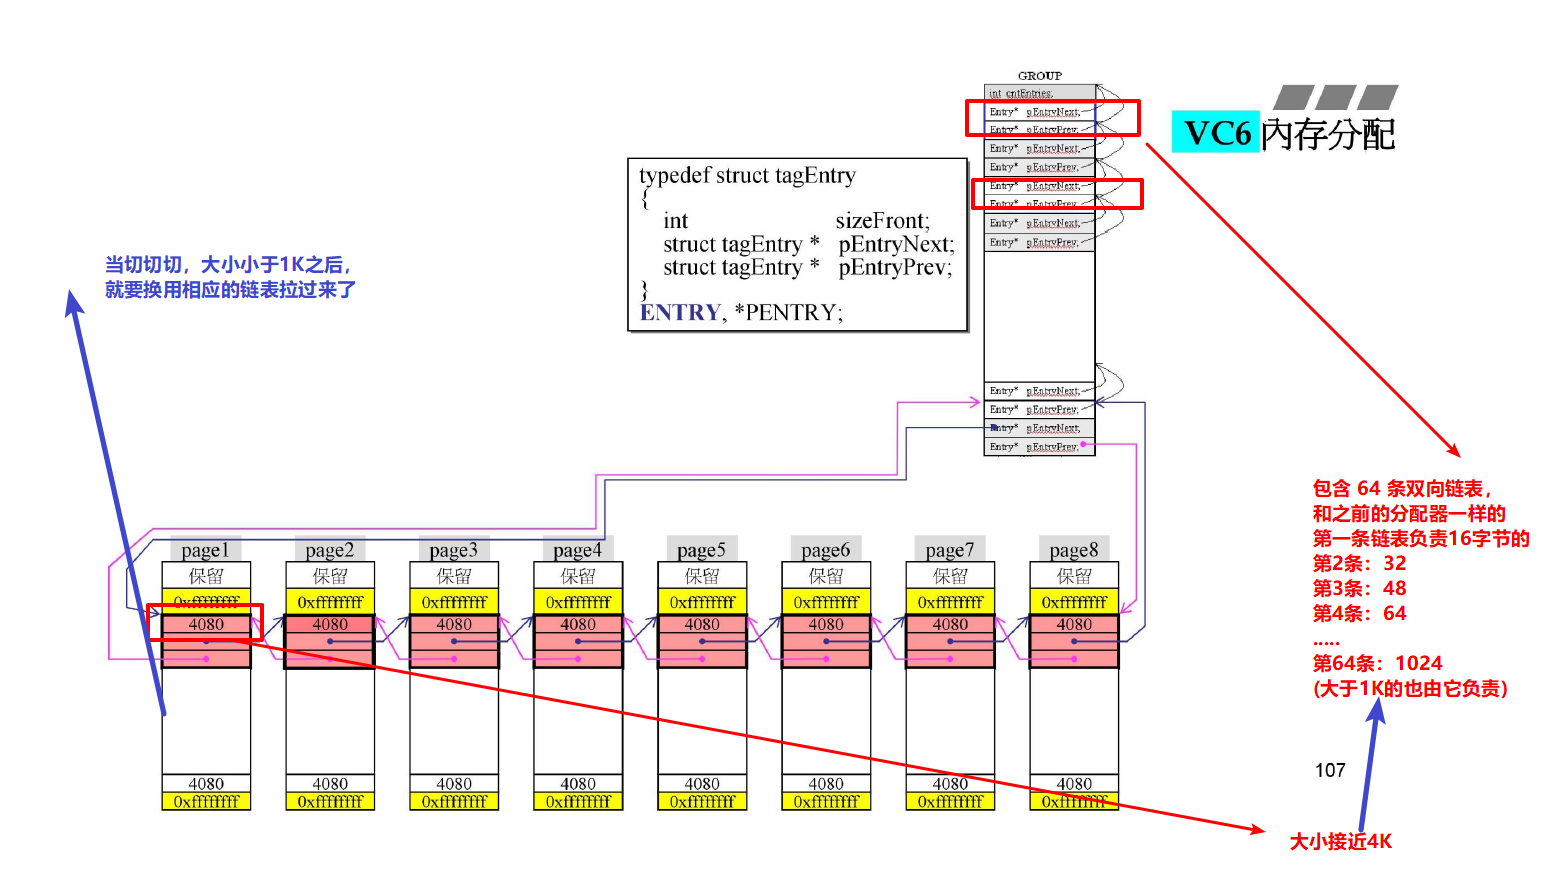 GROUP
int cntEntries;
Entry* pEntryNext;
Entry* pEntryPrev;
Entry* pEntryNext;
Entry* pEntryPrev;
Entry* pEntryNext;
Entry* pEntryPrev;
Entry* pEntryNext;
Entry* pEntryPrev;
Entry* pEntryNext;
Entry* pEntryPrev;
Entry* pEntryNext;
Entry* pEntryPrev;
VC6 內存分配
typedef struct tagEntry
{
int sizeFront;
struct tagEntry * pEntryNext;
struct tagEntry * pEntryPrev;
}
ENTRY, *PENTRY;
当切切切，大小小于1K之后，
就要换用相应的链表拉过来了
包含 64 条双向链表，
和之前的分配器一样的
第一条链表负责16字节的
第2条：32
第3条：48
第4条：64
.....
第64条：1024
(大于1K的也由它负责)
page1 page2 page3 page4 page5 page6 page7 page8
保留 保留 保留 保留 保留 保留 保留 保留
0xffffffff 0xffffffff 0xffffffff 0xffffffff 0xffffffff 0xffffffff 0xffffffff 0xffffffff
4080 4080 4080 4080 4080 4080 4080 4080
4080 4080 4080 4080 4080 4080 4080 4080
0xffffffff 0xffffffff 0xffffffff 0xffffffff 0xffffffff 0xffffffff 0xffffffff 0xffffffff
107
大小接近4K